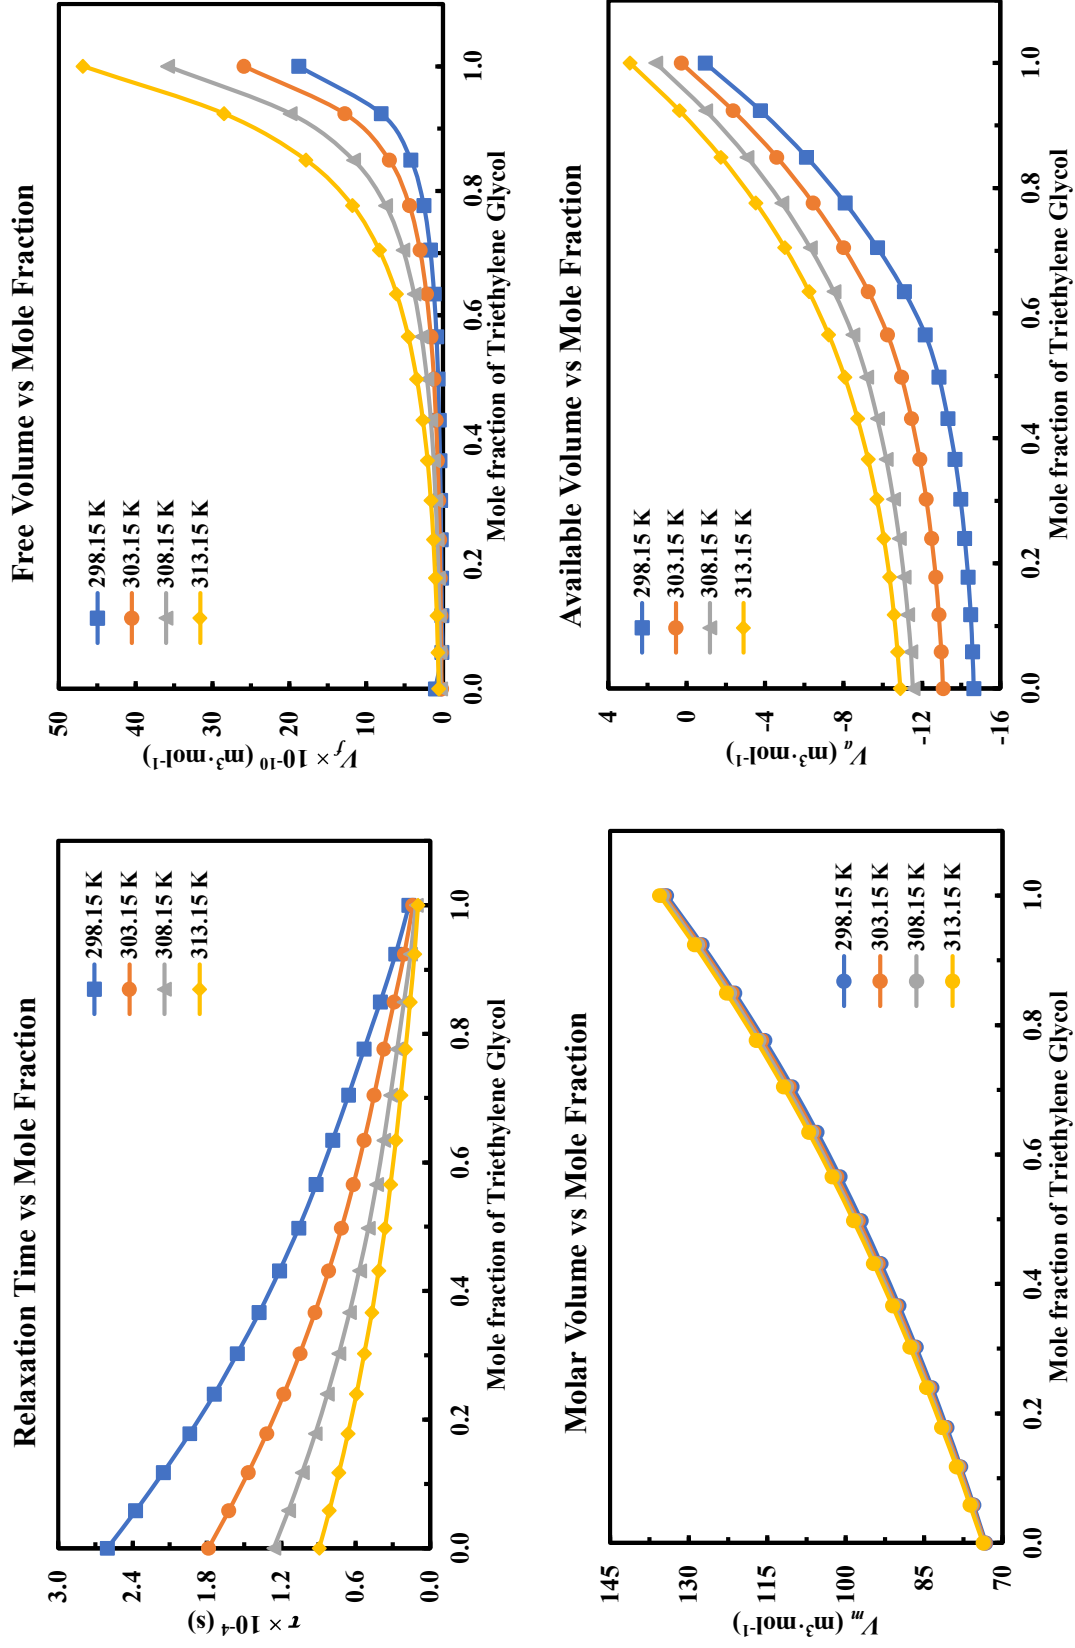 Relaxation Time vs Mole Fraction
3.0
2.4
1.8
1.2
0.6
0.0
τ × 10-4 (s)
298.15 K
303.15 K
308.15 K
313.15 K
0.0 0.2 0.4 0.6 0.8 1.0
Mole fraction of Triethylene Glycol
Free Volume vs Mole Fraction
50
40
30
20
10
0
Vf × 10-10 (m3·mol-1)
298.15 K
303.15 K
308.15 K
313.15 K
0.0 0.2 0.4 0.6 0.8 1.0
Mole fraction of Triethylene Glycol
Molar Volume vs Mole Fraction
145
130
115
100
85
70
Vm (m3·mol-1)
298.15 K
303.15 K
308.15 K
313.15 K
0.0 0.2 0.4 0.6 0.8 1.0
Mole fraction of Triethylene Glycol
Available Volume vs Mole Fraction
4
0
-4
-8
-12
-16
Va (m3·mol-1)
298.15 K
303.15 K
308.15 K
313.15 K
0.0 0.2 0.4 0.6 0.8 1.0
Mole fraction of Triethylene Glycol